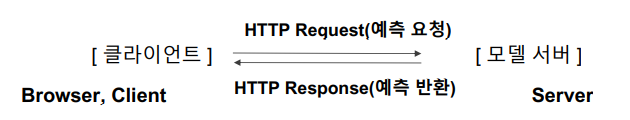 HTTP Request(예측 요청)
[ 클라이언트 ] [ 모델 서버 ]
HTTP Response(예측 반환)
Browser, Client Server